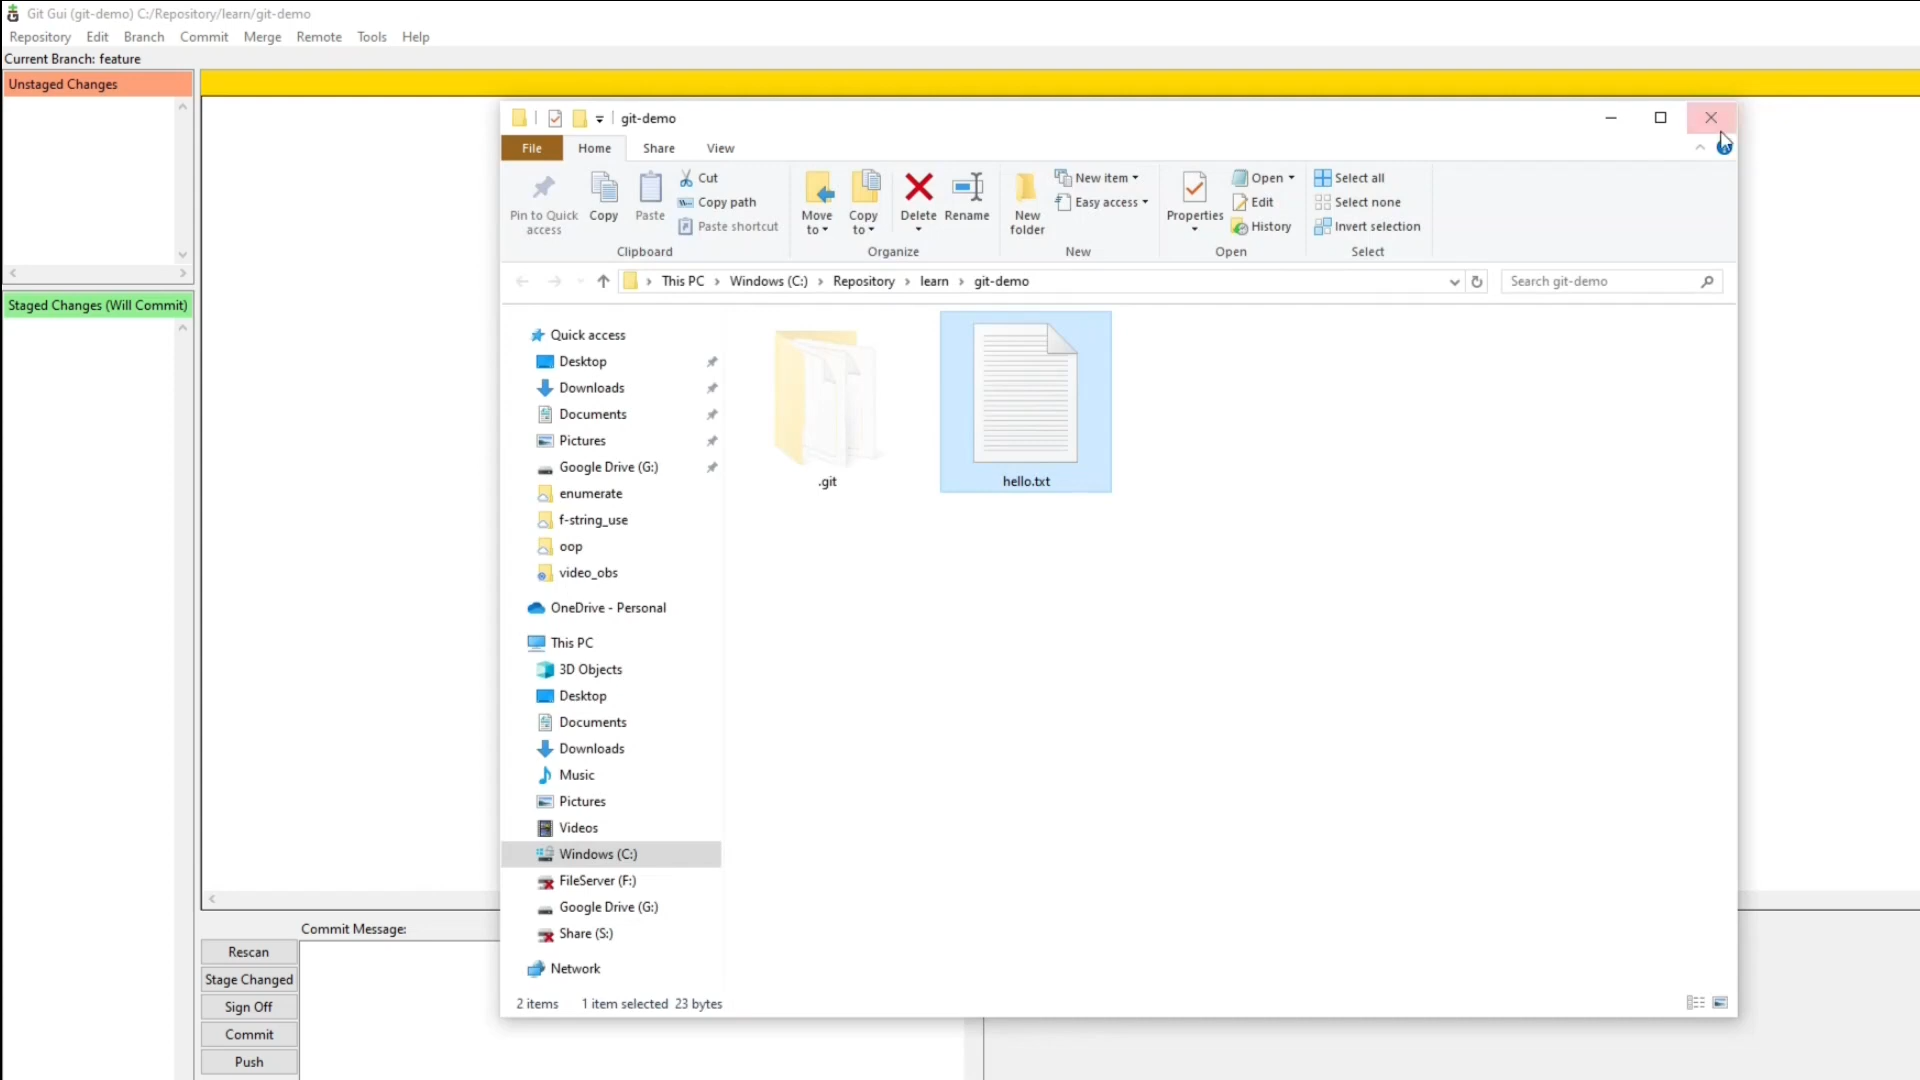 Git Gui (git-demo) C:/Repository/learn/git-demo
Repository Edit Branch Commit Merge Remote Tools Help
Current Branch: feature
Unstaged Changes
Staged Changes (Will Commit)
git-demo
File Home Share View
Pin to Quick access
Copy
Paste
Cut
Copy path
Paste shortcut
Clipboard
Move to
Copy to
Delete
Rename
Organize
New folder
New item
Easy access
New
Properties
Open
Edit
History
Open
Select all
Select none
Invert selection
Select
This PC > Windows (C:) > Repository > learn > git-demo
Search git-demo
Quick access
Desktop
Downloads
Documents
Pictures
Google Drive (G:)
enumerate
f-string_use
oop
video_obs
OneDrive - Personal
This PC
3D Objects
Desktop
Documents
Downloads
Music
Pictures
Videos
Windows (C:)
FileServer (F:)
Google Drive (G:)
Share (S:)
Network
.git
hello.txt
2 items 1 item selected 23 bytes
Commit Message:
Rescan
Stage Changed
Sign Off
Commit
Push